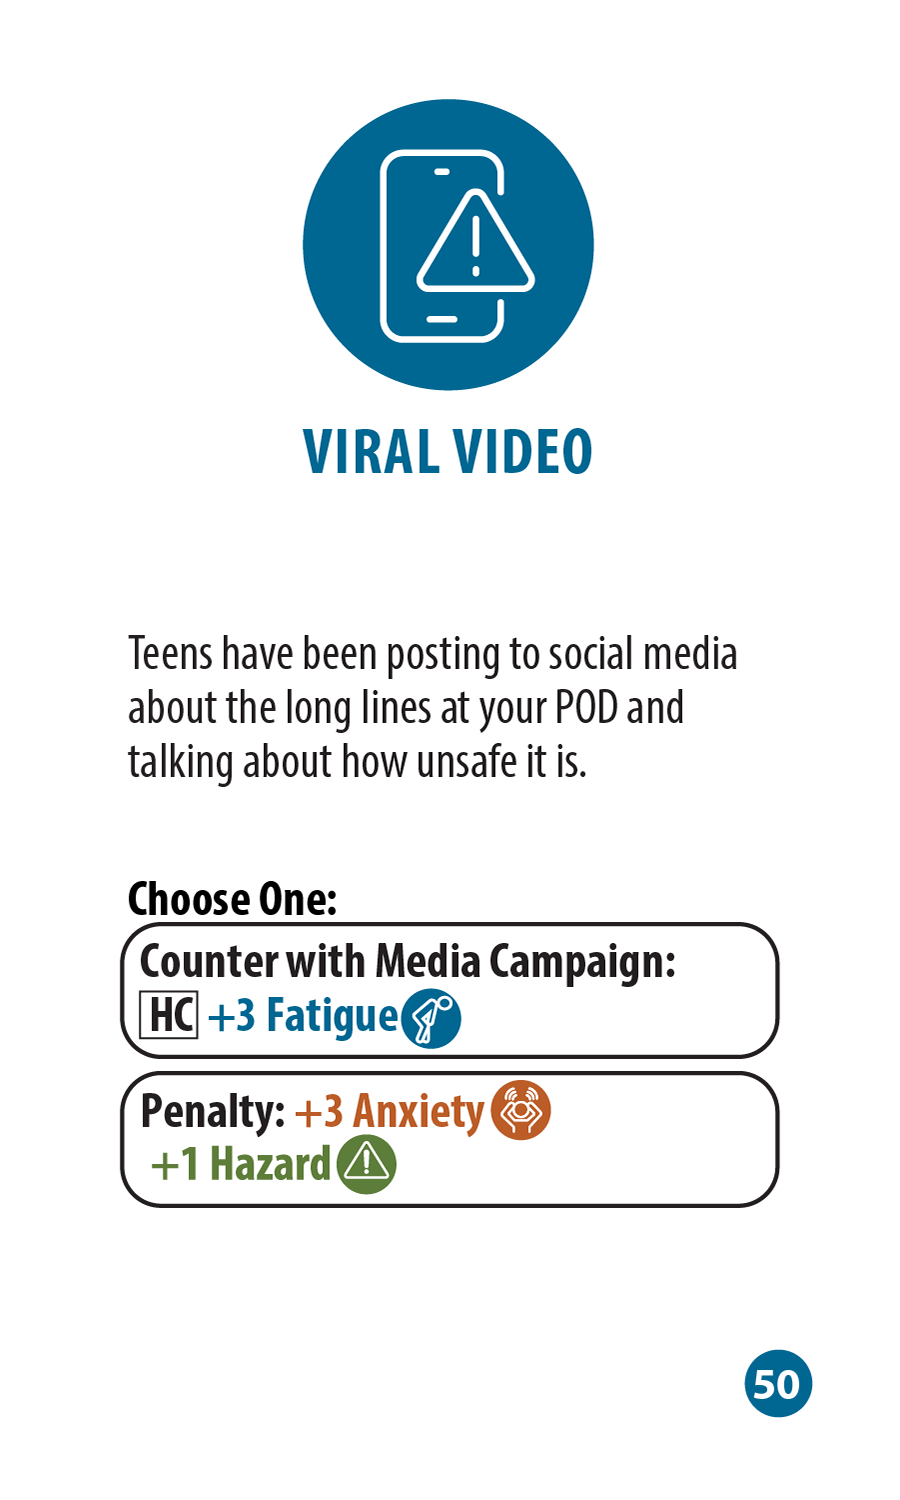 VIRAL VIDEO
Teens have been posting to social media
about the long lines at your POD and
talking about how unsafe it is.
Choose One:
Counter with Media Campaign:
HC +3 Fatigue
Penalty: +3 Anxiety
+1 Hazard
50